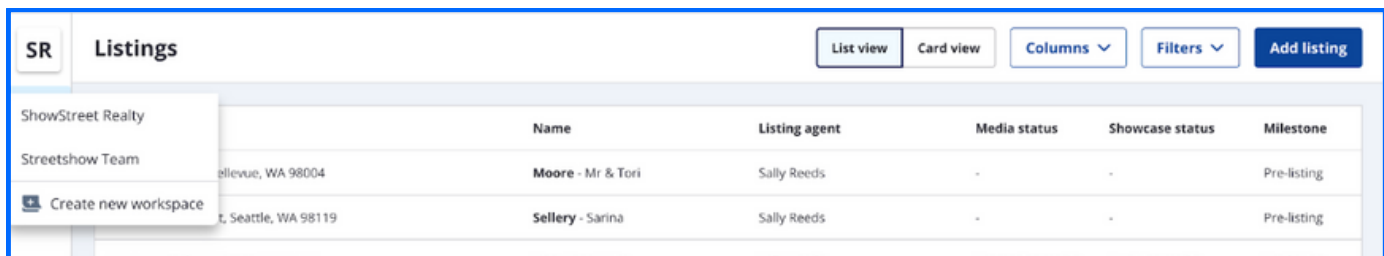 SR Listings List view Card view Columns Filters Add listing
ShowStreet Realty
Name Listing agent Media status Showcase status Milestone
Streetshow Team
WA 98004 Moore - Mr & Tori Sally Reeds - - Pre-listing
Create new workspace
Seattle, WA 98119 Sellery - Sarina Sally Reeds - - Pre-listing